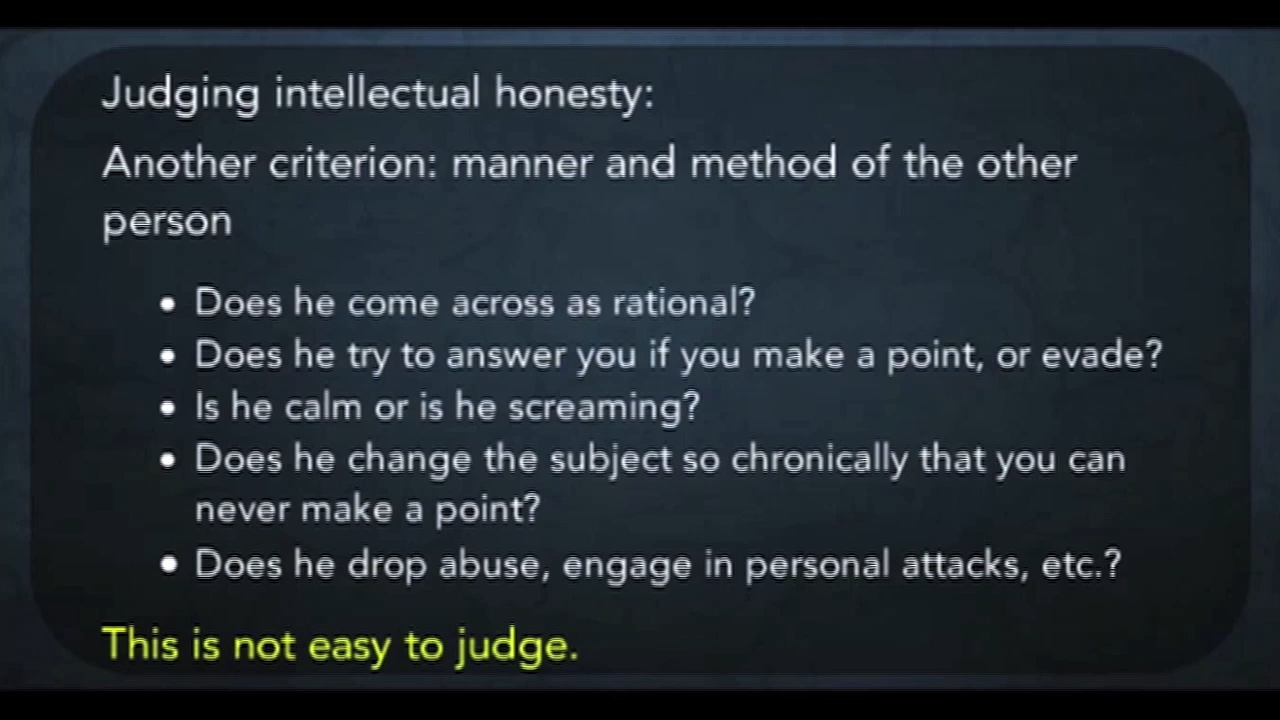 Judging intellectual honesty:
Another criterion: manner and method of the other
person
• Does he come across as rational?
• Does he try to answer you if you make a point, or evade?
• Is he calm or is he screaming?
• Does he change the subject so chronically that you can
never make a point?
• Does he drop abuse, engage in personal attacks, etc.?
This is not easy to judge.